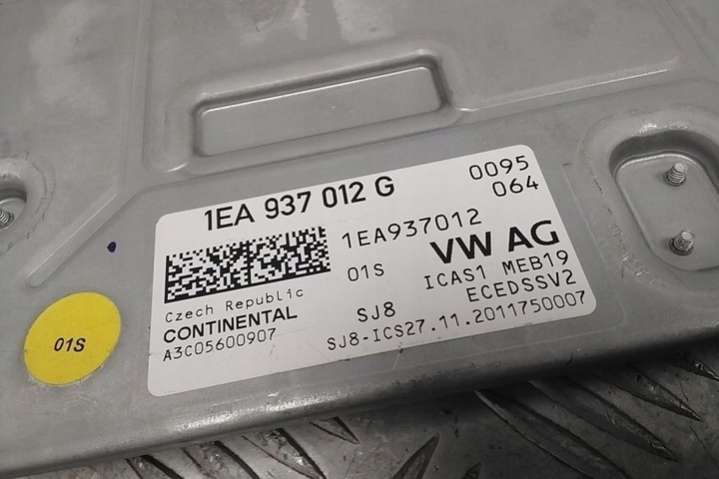 1EA 937 012 G
0095
064
1EA937012
VW AG
01S
ICAS1 MEB19
ECEDSSV2
Czech Republic
CONTINENTAL
SJ8
A3C05600907
SJ8-ICS27.11.2011750007
01S